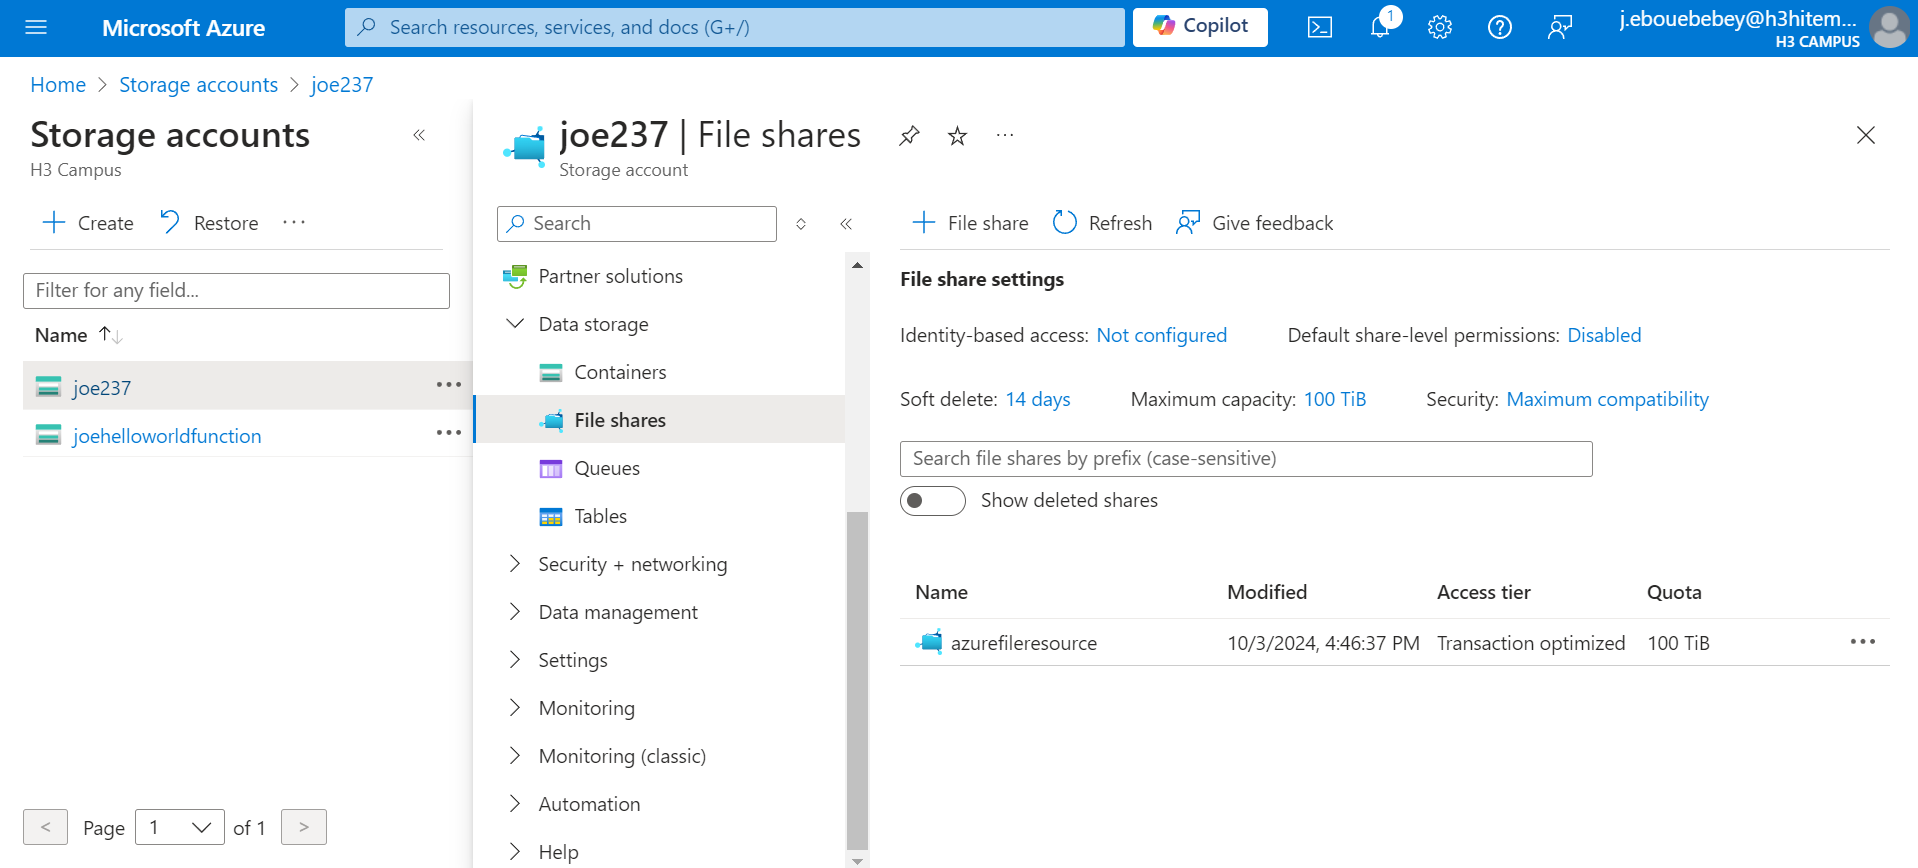 Microsoft Azure
Search resources, services, and docs (G+/)
Copilot
1
j.ebouebebey@h3hitem...
H3 CAMPUS
Home > Storage accounts > joe237
Storage accounts
H3 Campus
Create
Restore
Filter for any field...
Name
joe237
joehelloworldfunction
< Page 1 of 1 >
joe237 | File shares
Storage account
Search
Partner solutions
Data storage
Containers
File shares
Queues
Tables
Security + networking
Data management
Settings
Monitoring
Monitoring (classic)
Automation
Help
File share
Refresh
Give feedback
File share settings
Identity-based access: Not configured
Default share-level permissions: Disabled
Soft delete: 14 days
Maximum capacity: 100 TiB
Security: Maximum compatibility
Search file shares by prefix (case-sensitive)
Show deleted shares
Name Modified Access tier Quota
azurefileresource 10/3/2024, 4:46:37 PM Transaction optimized 100 TiB